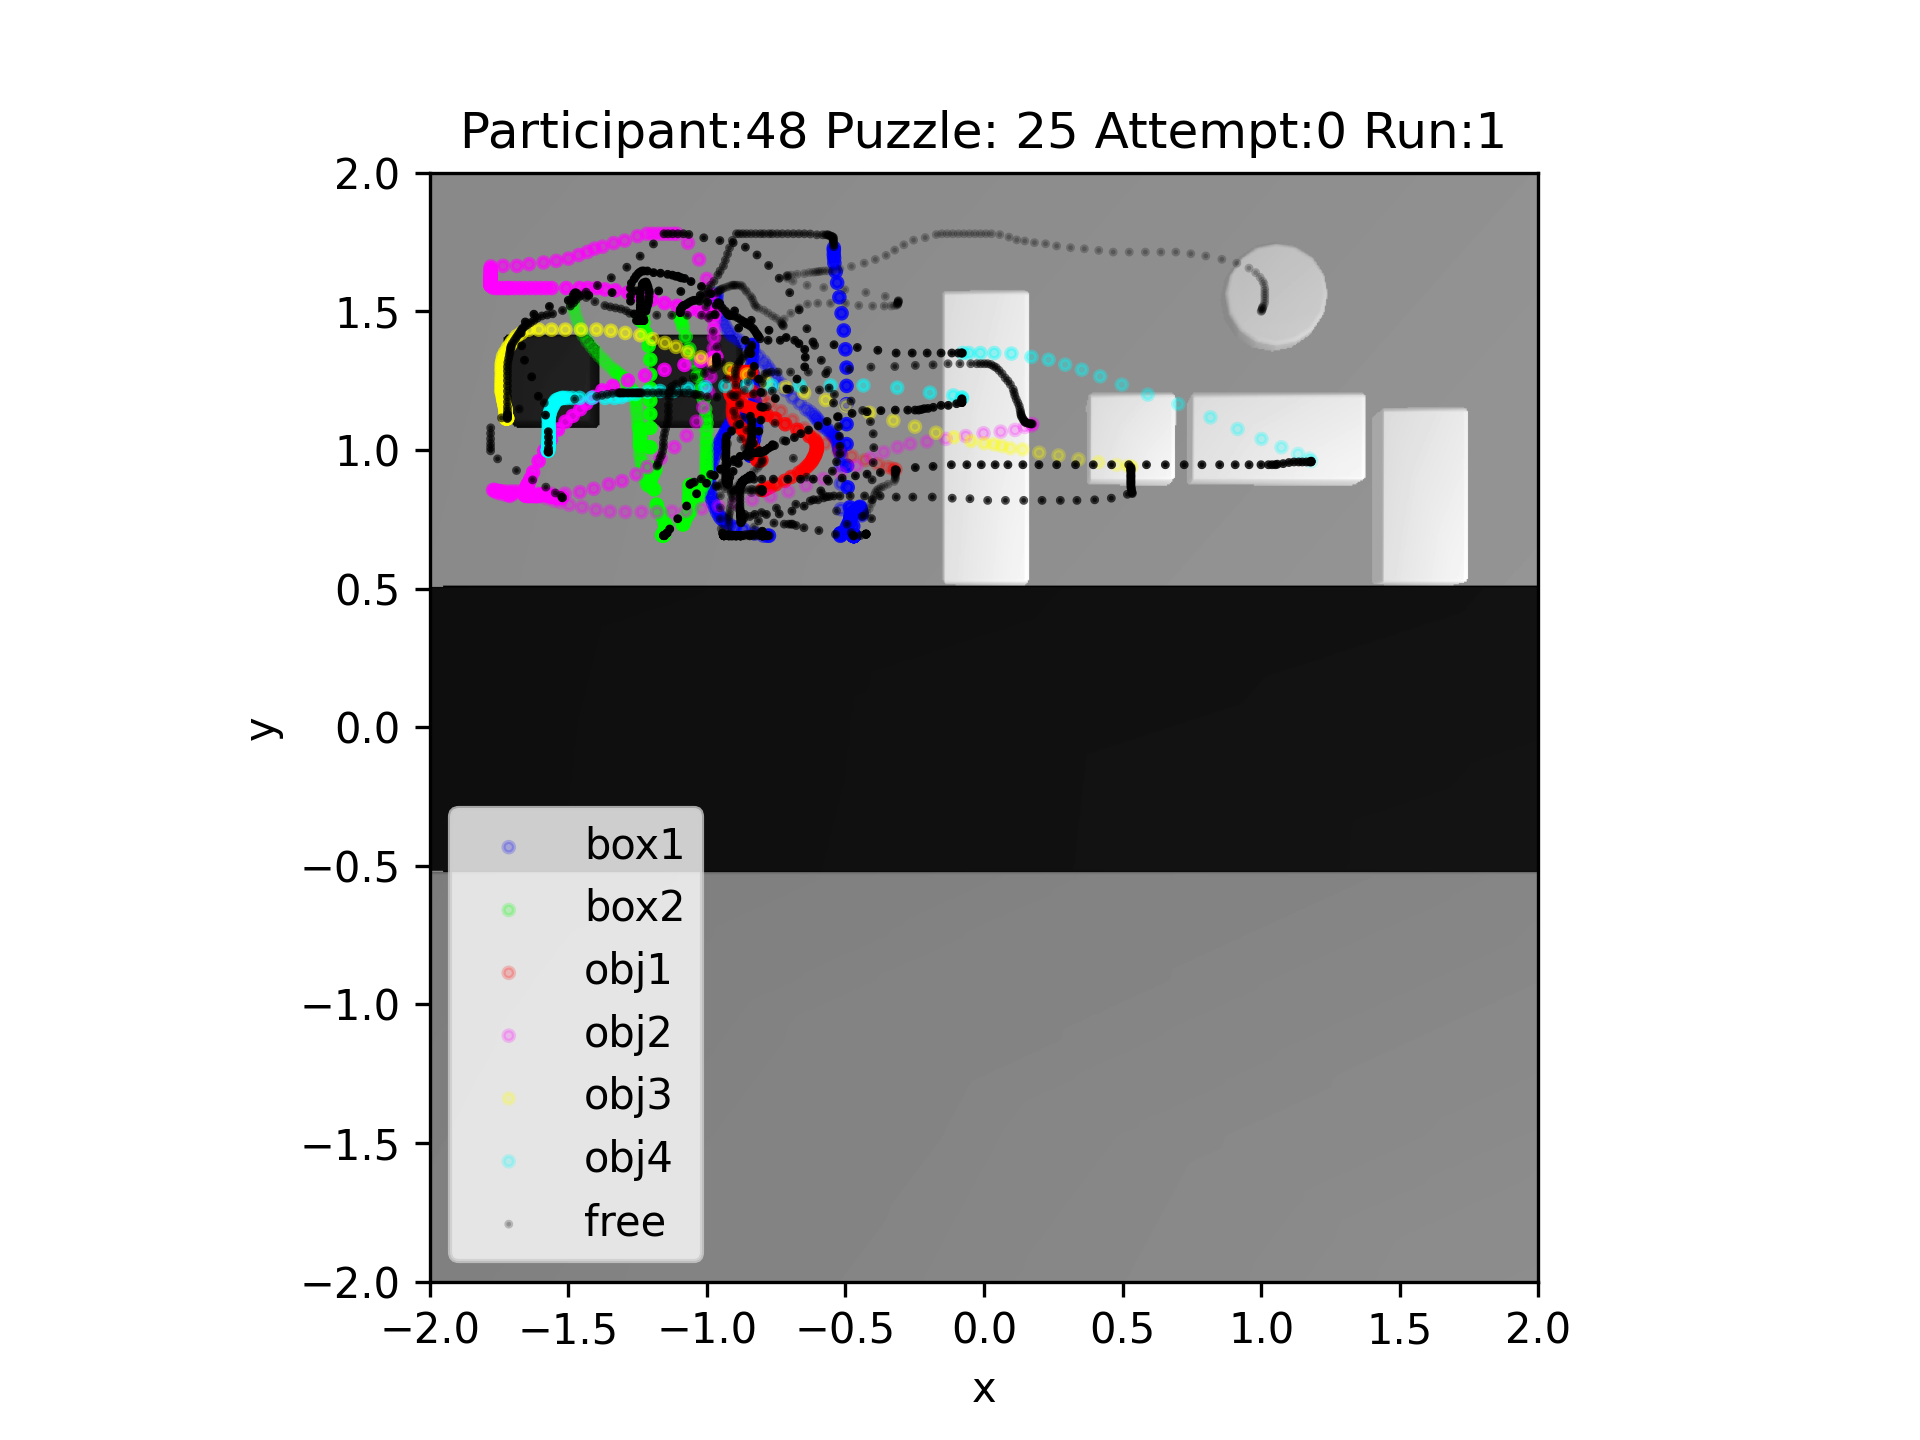 Participant:48 Puzzle: 25 Attempt:0 Run:1
2.0
1.5
1.0
0.5
0.0
−0.5
−1.0
−1.5
−2.0
y
box1
box2
obj1
obj2
obj3
obj4
free
−2.0 −1.5 −1.0 −0.5 0.0 0.5 1.0 1.5 2.0
x